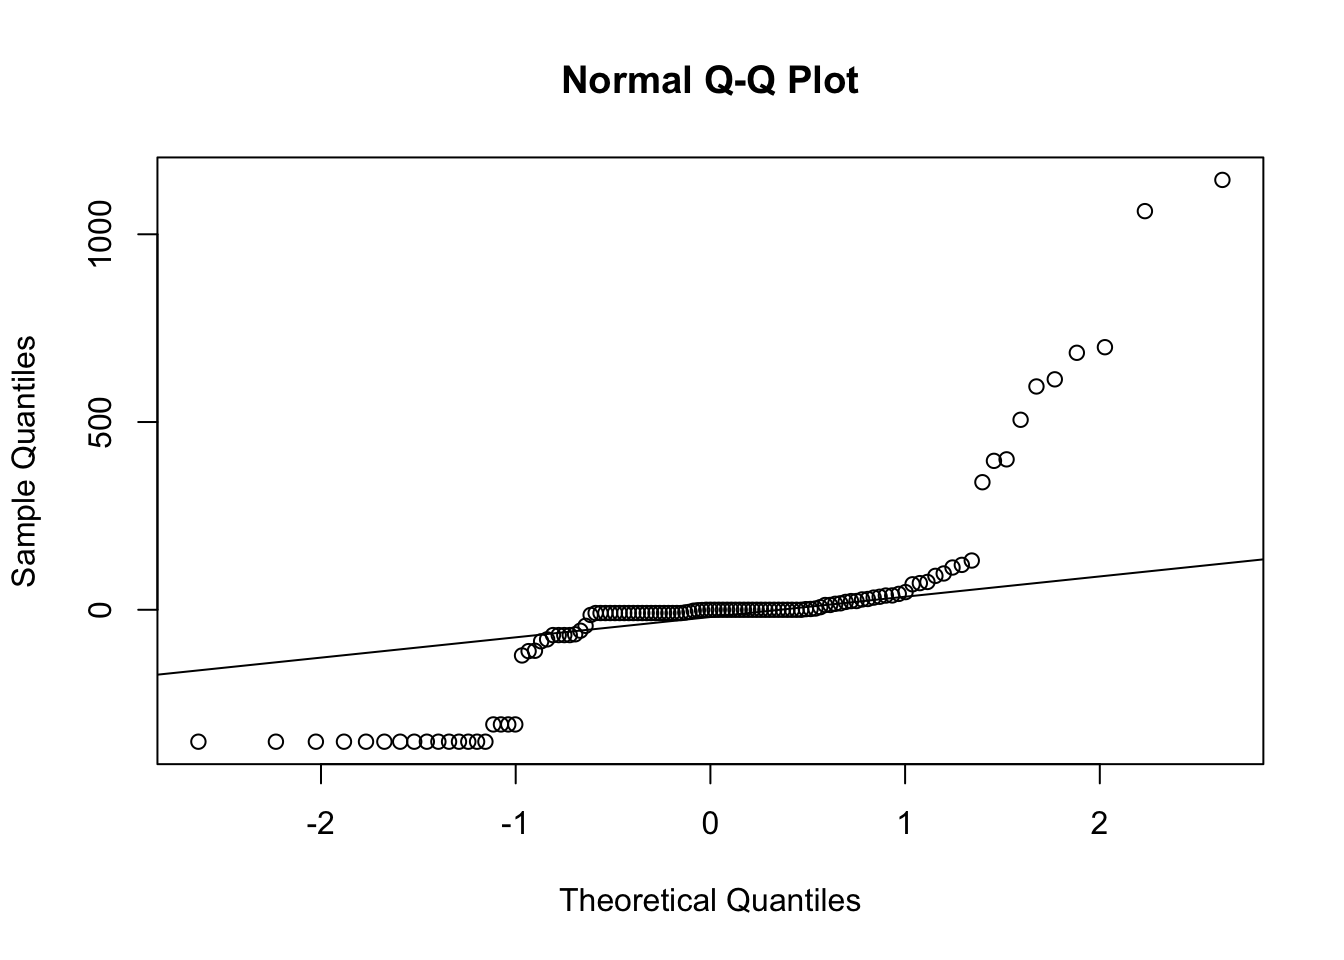 Normal Q-Q Plot
Sample Quantiles
1000
500
0
-2 -1 0 1 2
Theoretical Quantiles